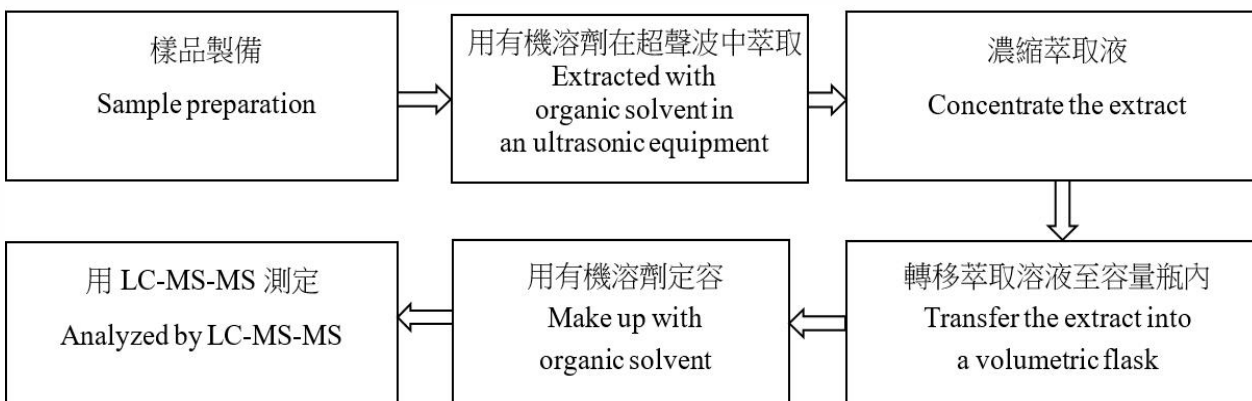 樣品製備
Sample preparation
用有機溶劑在超聲波中萃取
Extracted with
organic solvent in
an ultrasonic equipment
濃縮萃取液
Concentrate the extract
轉移萃取溶液至容量瓶內
Transfer the extract into
a volumetric flask
用有機溶劑定容
Make up with
organic solvent
用 LC-MS-MS 測定
Analyzed by LC-MS-MS